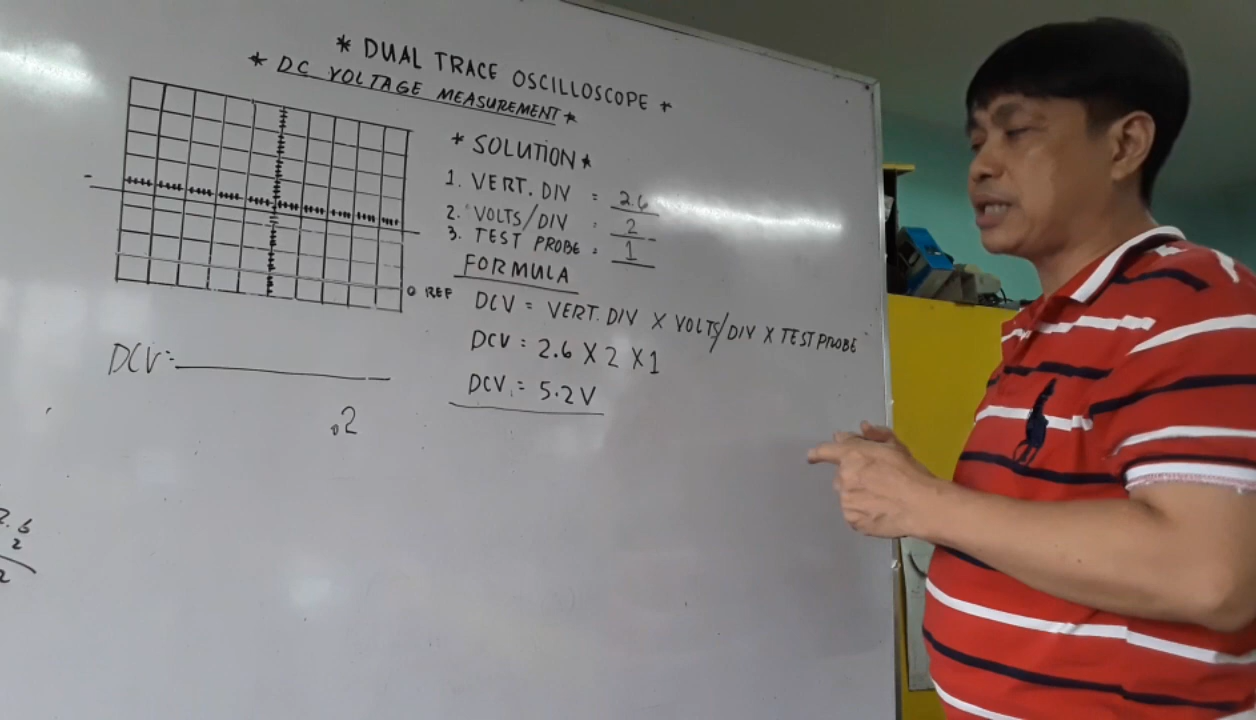 * DUAL TRACE OSCILLOSCOPE *
* DC VOLTAGE MEASUREMENT *
* SOLUTION *
1. VERT. DIV = 2.6
2. VOLTS/DIV = 2
3. TEST PROBE = 1
FORMULA
0 REF
DCV = VERT. DIV X VOLTS/DIV X TEST PROBE
DCV = 2.6 X 2 X 1
DCV = 5.2 V
DCV =
.2
2.6
2
2